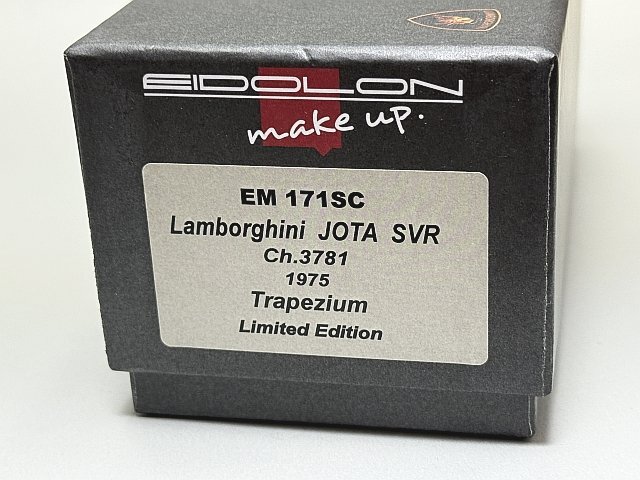 EIDOLON
make up.
EM 171SC
Lamborghini JOTA SVR
Ch.3781
1975
Trapezium
Limited Edition